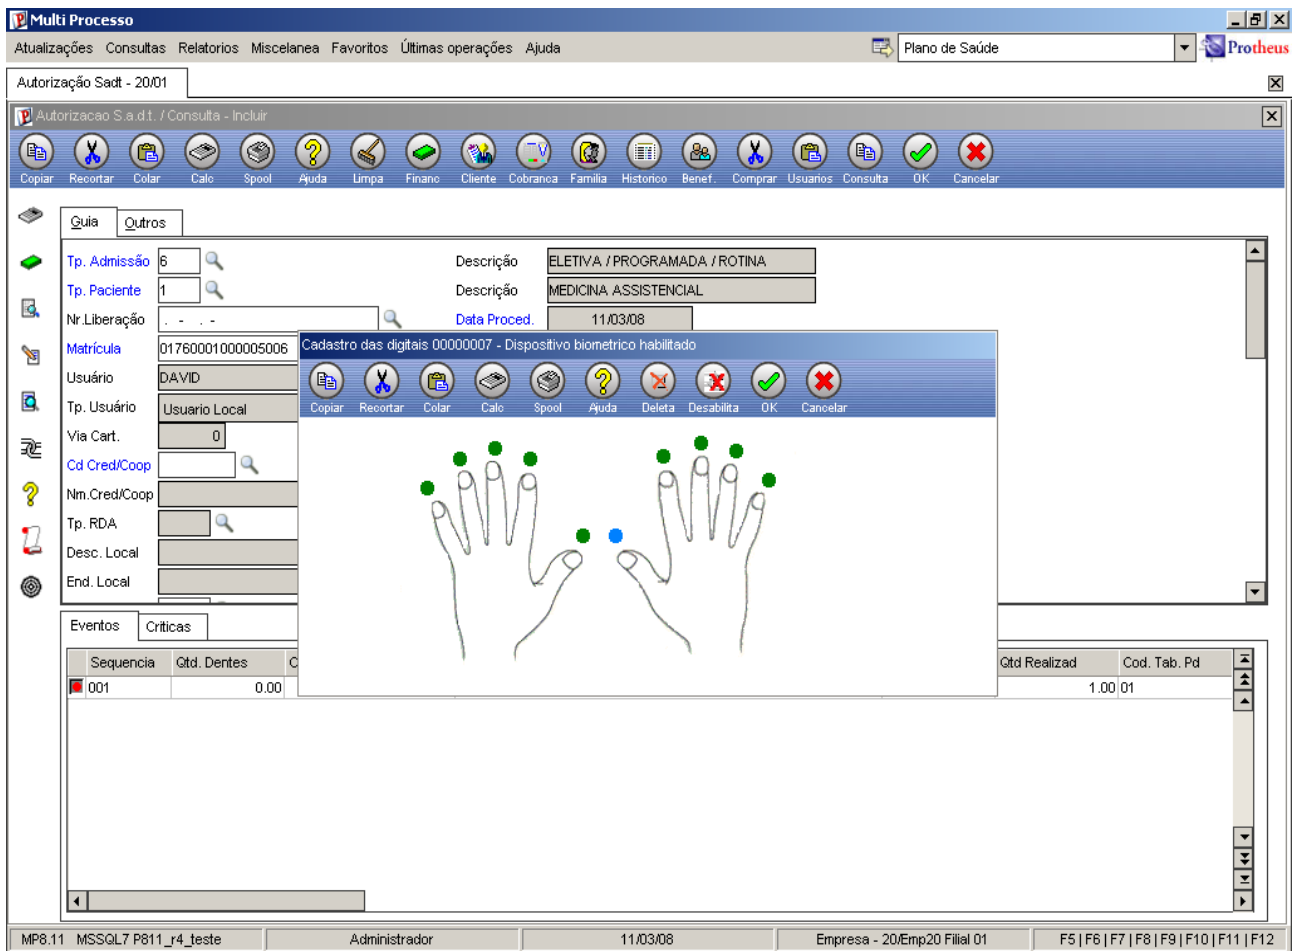 Multi Processo
Atualizações Consultas Relatorios Miscelanea Favoritos Últimas operações Ajuda Plano de Saúde Protheus
Autorização Sadt - 20/01
Autorizacao S.a.d.t. / Consulta - Incluir
Copiar Recortar Colar Calc Spool Ajuda Limpa Financ Cliente Cobranca Familia Historico Benef. Comprar Usuarios Consulta OK Cancelar
Guia Outros
Tp. Admissão 6 Descrição ELETIVA / PROGRAMADA / ROTINA
Tp. Paciente 1 Descrição MEDICINA ASSISTENCIAL
Nr.Liberação . - . - Data Proced. 11/03/08
Matrícula 01760001000005006
Cadastro das digitais 00000007 - Dispositivo biometrico habilitado
Copiar Recortar Colar Calc Spool Ajuda Deleta Desabilita OK Cancelar
Usuário DAVID
Tp. Usuário Usuario Local
Via Cart. 0
Cd Cred/Coop
Nm.Cred/Coop
Tp. RDA
Desc. Local
End. Local
Eventos Criticas
Sequencia Qtd. Dentes C Qtd Realizad Cod. Tab. Pd
001 0.00 1.00 01
MP8.11 MSSQL7 P811_r4_teste Administrador 11/03/08 Empresa - 20/Emp20 Filial 01 F5 | F6 | F7 | F8 | F9 | F10 | F11 | F12